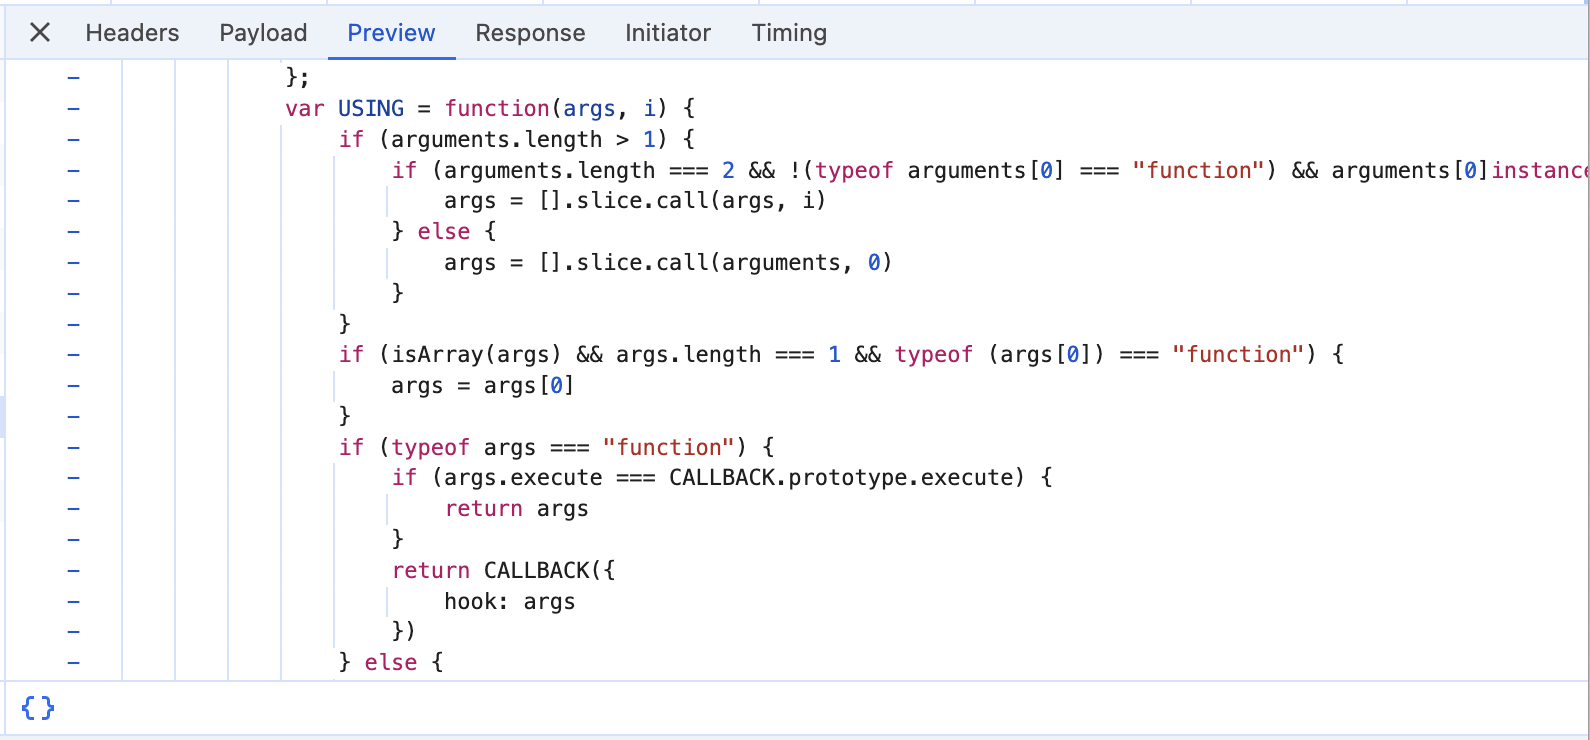 Headers Payload Preview Response Initiator Timing
};
var USING = function(args, i) {
if (arguments.length > 1) {
if (arguments.length === 2 && !(typeof arguments[0] === "function") && arguments[0]instance
args = [].slice.call(args, i)
} else {
args = [].slice.call(arguments, 0)
}
}
if (isArray(args) && args.length === 1 && typeof (args[0]) === "function") {
args = args[0]
}
if (typeof args === "function") {
if (args.execute === CALLBACK.prototype.execute) {
return args
}
return CALLBACK({
hook: args
})
} else {
{}